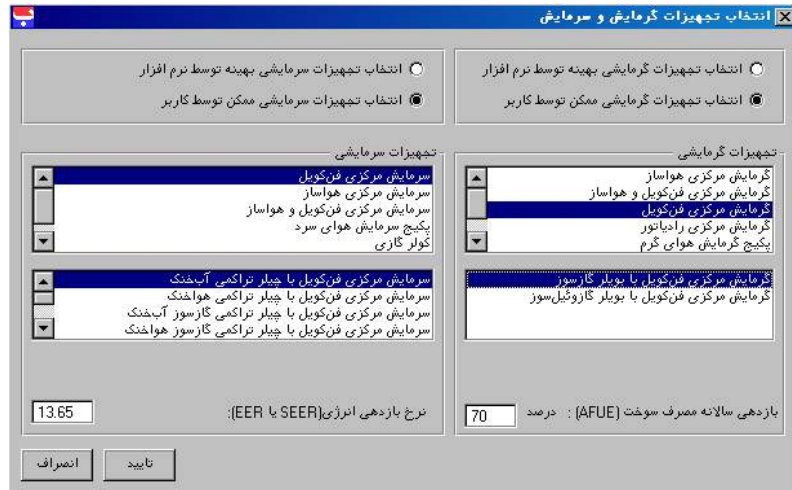 انتخاب تجهیزات گرمایش و سرمایش
انتخاب تجهیزات گرمایشی بهینه توسط نرم افزار
انتخاب تجهیزات گرمایشی ممکن توسط کاربر
انتخاب تجهیزات سرمایشی بهینه توسط نرم افزار
انتخاب تجهیزات سرمایشی ممکن توسط کاربر
تجهیزات گرمایشی
گرمایش مرکزی هواساز
گرمایش مرکزی فن‌کویل و هواساز
گرمایش مرکزی فن‌کویل
گرمایش مرکزی رادیاتور
پکیج گرمایش هوای گرم
گرمایش مرکزی فن‌کویل با بویلر گازسوز
گرمایش مرکزی فن‌کویل با بویلر گازوئیل‌سوز
بازدهی سالانه مصرف سوخت (AFUE) : درصد 70
تجهیزات سرمایشی
سرمایش مرکزی فن‌کویل
سرمایش مرکزی هواساز
سرمایش مرکزی فن‌کویل و هواساز
پکیج سرمایش هوای سرد
کولر گازی
سرمایش مرکزی فن‌کویل با چیلر تراکمی آب‌خنک
سرمایش مرکزی فن‌کویل با چیلر تراکمی هواخنک
سرمایش مرکزی فن‌کویل با چیلر تراکمی گازسوز آب‌خنک
سرمایش مرکزی فن‌کویل با چیلر تراکمی گازسوز هواخنک
نرخ بازدهی انرژی(SEER یا EER): 13.65
تایید
انصراف